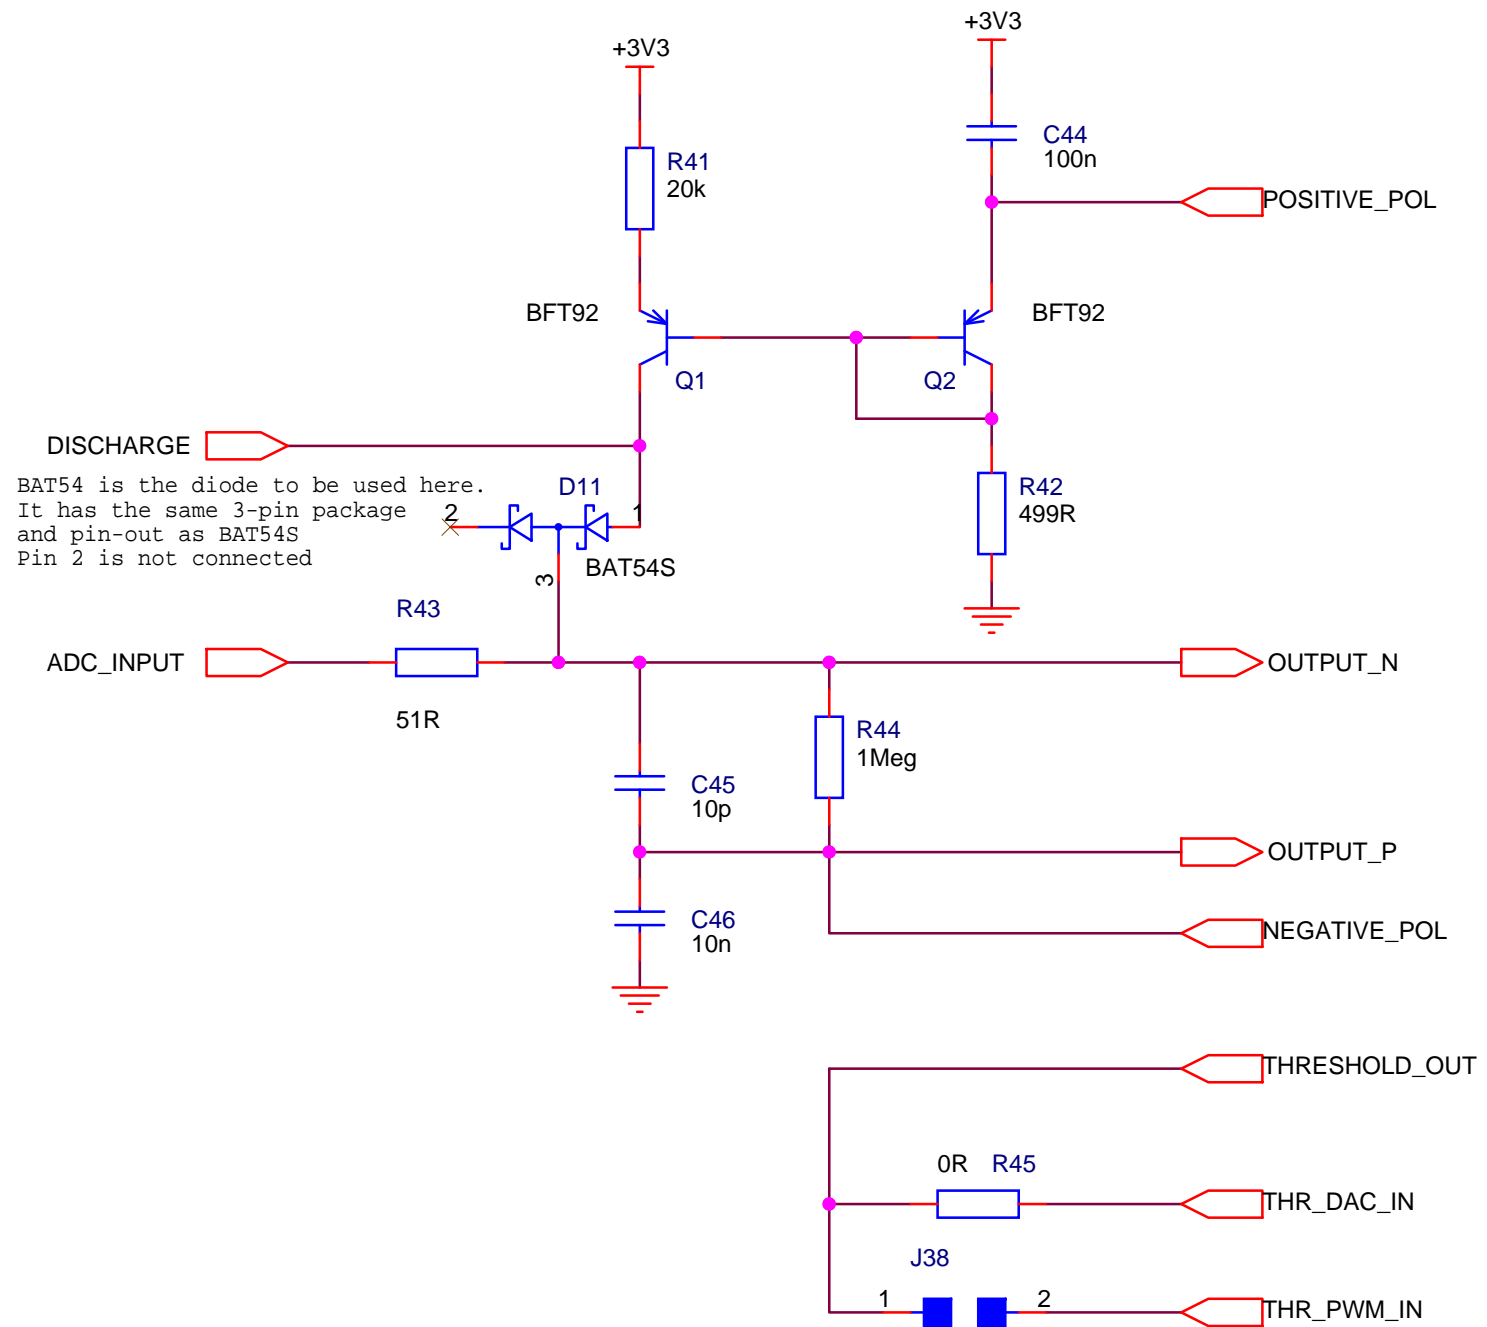 +3V3
+3V3
C44
100n
R41
20k
POSITIVE_POL
BFT92
BFT92
Q1
Q2
DISCHARGE
BAT54 is the diode to be used here.
It has the same 3-pin package
and pin-out as BAT54S
Pin 2 is not connected
D11
2
1
3
BAT54S
R42
499R
R43
51R
ADC_INPUT
OUTPUT_N
R44
1Meg
C45
10p
OUTPUT_P
C46
10n
NEGATIVE_POL
THRESHOLD_OUT
0R R45
THR_DAC_IN
J38
1
2
THR_PWM_IN